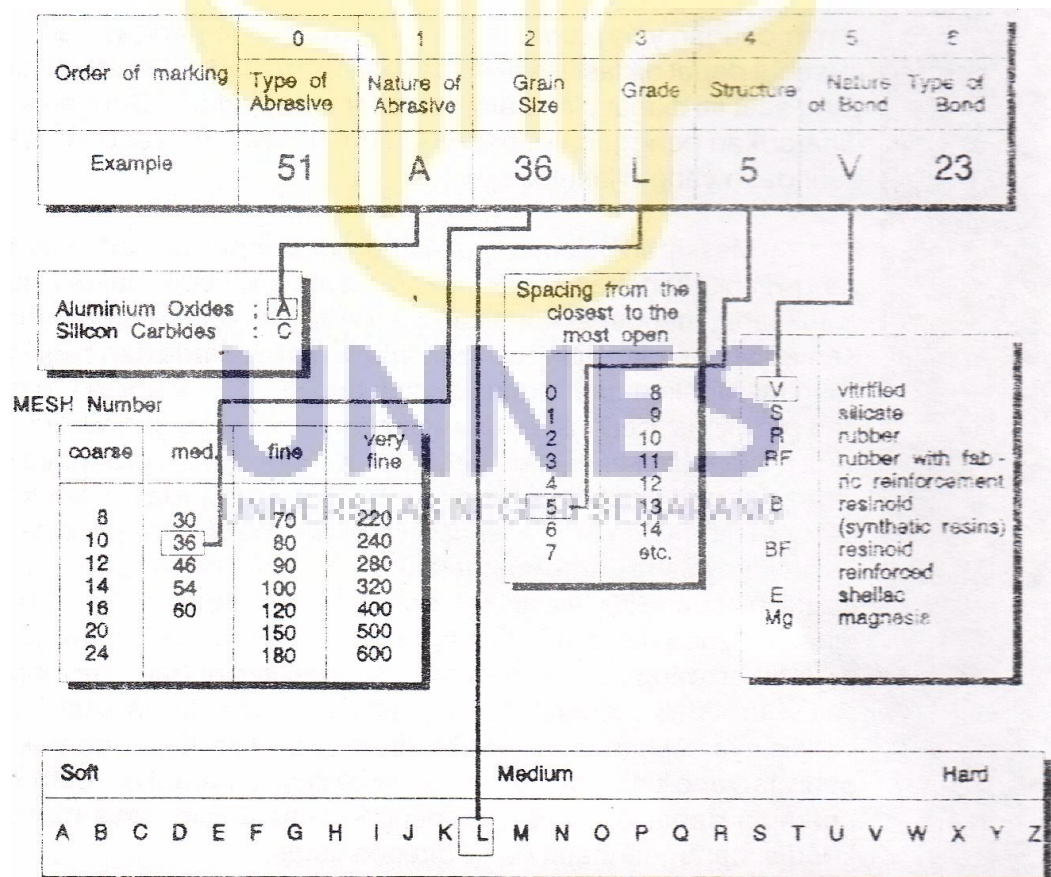 0 1 2 3 4 5 6
Order of marking Type of Abrasive Nature of Abrasive Grain Size Grade Structure Nature of Bond Type of Bond
Example 51 A 36 L 5 V 23
Aluminium Oxides : A
Silicon Carbides : C
Spacing from the
closest to the
most open
0 8
1 9
2 10
3 11
4 12
5 13
6 14
7 etc.
V vitrified
S silicate
R rubber
RF rubber with fab -
ric reinforcement
B resinoid
(synthetic resins)
BF resinoid
reinforced
E shellac
Mg magnesia
MESH Number
coarse med. fine very fine
8 30 70 220
10 36 80 240
12 46 90 280
14 54 100 320
16 60 120 400
20 150 500
24 180 600
UNNES
UNIVERSITAS NEGERI SEMARANG
Soft Medium Hard
A B C D E F G H I J K L M N O P Q R S T U V W X Y Z